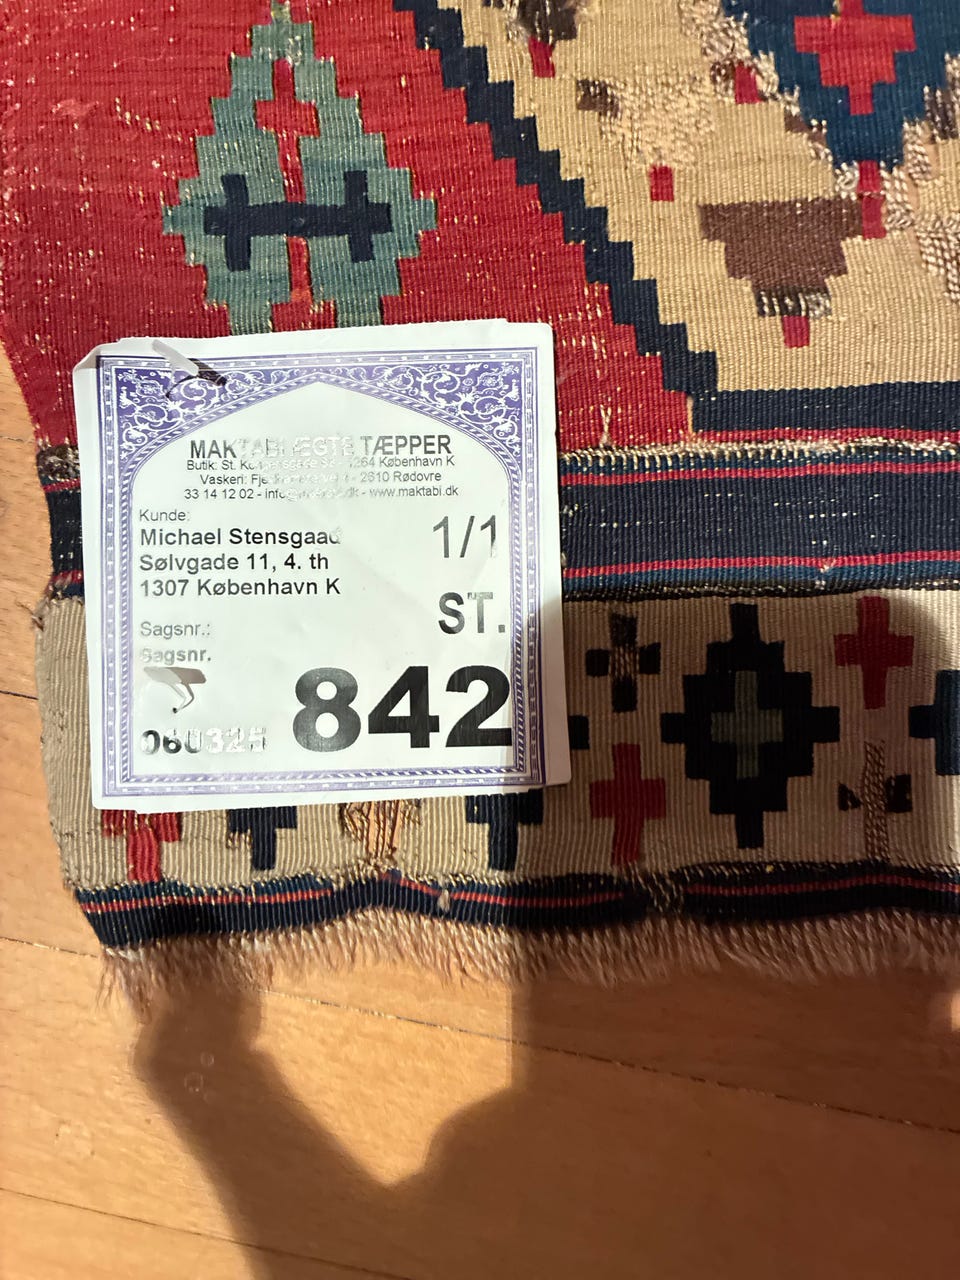 MAKTABI ÆGTE TÆPPER
Butik: St. 1264 København K
Vaskeri: - 2610 Rødovre
33 14 12 02 - - www.maktabi.dk
Kunde:
Michael Stensgaad
Sølvgade 11, 4. th
1307 København K
1/1
ST.
Sagsnr.:
Sagsnr.
060325
842